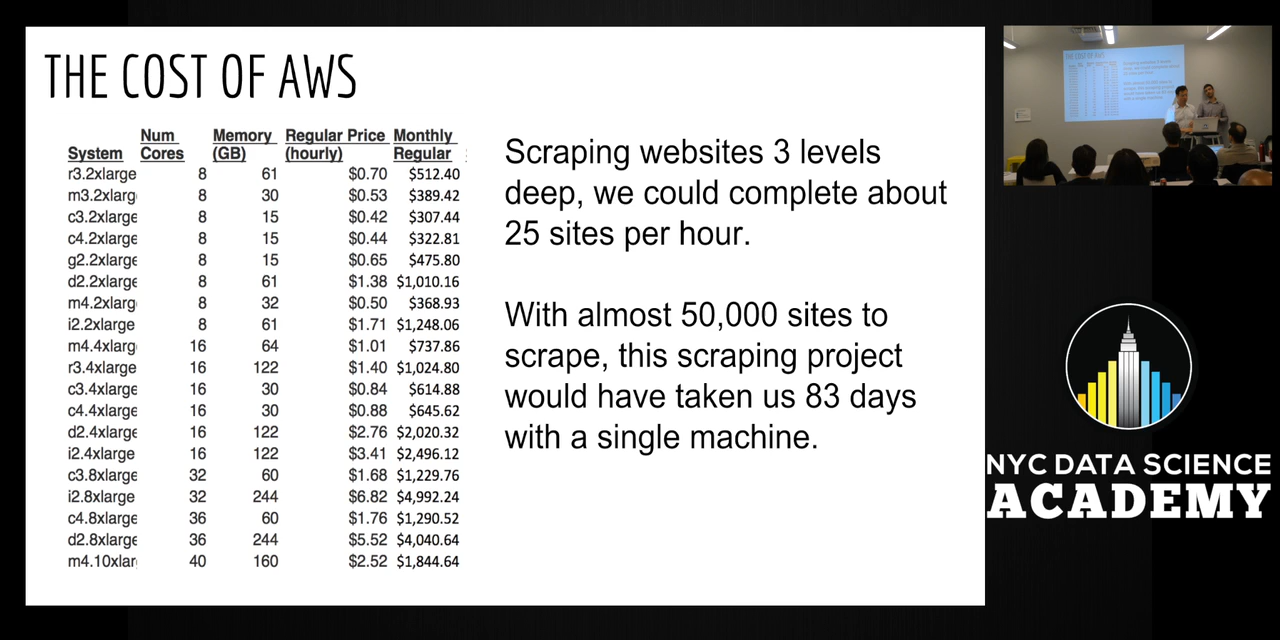 THE COST OF AWS
Num Memory Regular Price Monthly
System Cores (GB) (hourly) Regular
r3.2xlarge 8 61 $0.70 $512.40
m3.2xlarg 8 30 $0.53 $389.42
c3.2xlarge 8 15 $0.42 $307.44
c4.2xlarge 8 15 $0.44 $322.81
g2.2xlarge 8 15 $0.65 $475.80
d2.2xlarge 8 61 $1.38 $1,010.16
m4.2xlarg 8 32 $0.50 $368.93
i2.2xlarge 8 61 $1.71 $1,248.06
m4.4xlarg 16 64 $1.01 $737.86
r3.4xlarge 16 122 $1.40 $1,024.80
c3.4xlarge 16 30 $0.84 $614.88
c4.4xlarge 16 30 $0.88 $645.62
d2.4xlarge 16 122 $2.76 $2,020.32
i2.4xlarge 16 122 $3.41 $2,496.12
c3.8xlarge 32 60 $1.68 $1,229.76
i2.8xlarge 32 244 $6.82 $4,992.24
c4.8xlarge 36 60 $1.76 $1,290.52
d2.8xlarge 36 244 $5.52 $4,040.64
m4.10xlar 40 160 $2.52 $1,844.64
Scraping websites 3 levels
deep, we could complete about
25 sites per hour.
With almost 50,000 sites to
scrape, this scraping project
would have taken us 83 days
with a single machine.
NYC DATA SCIENCE
ACADEMY